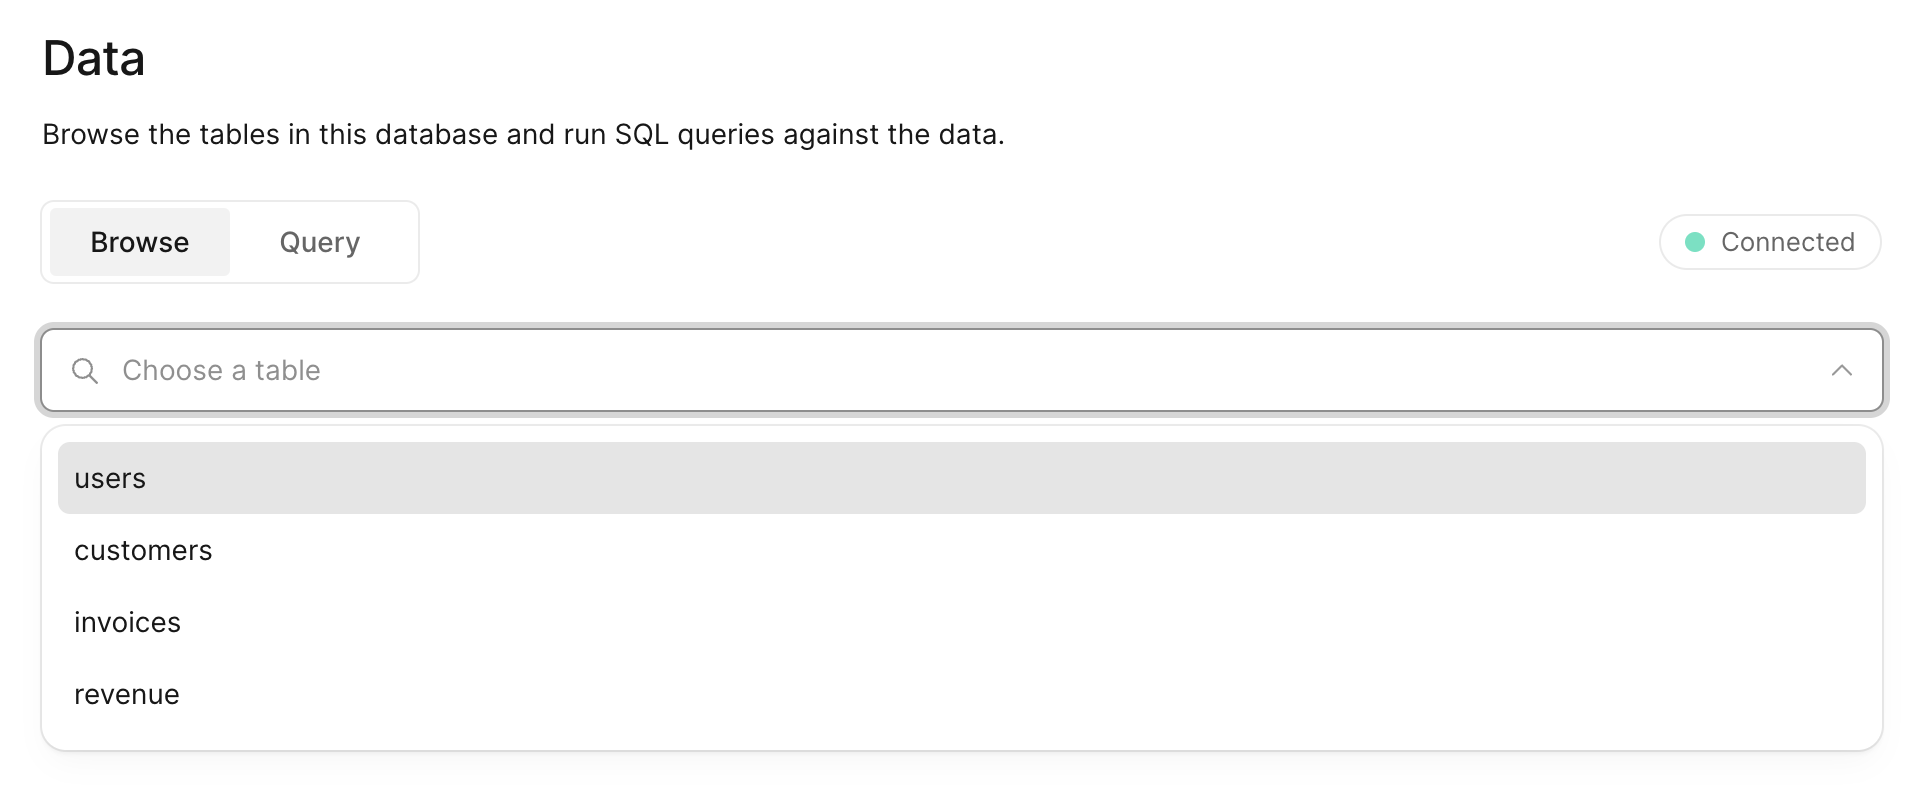 Data
Browse the tables in this database and run SQL queries against the data.
Browse
Query
Connected
Choose a table
users
customers
invoices
revenue